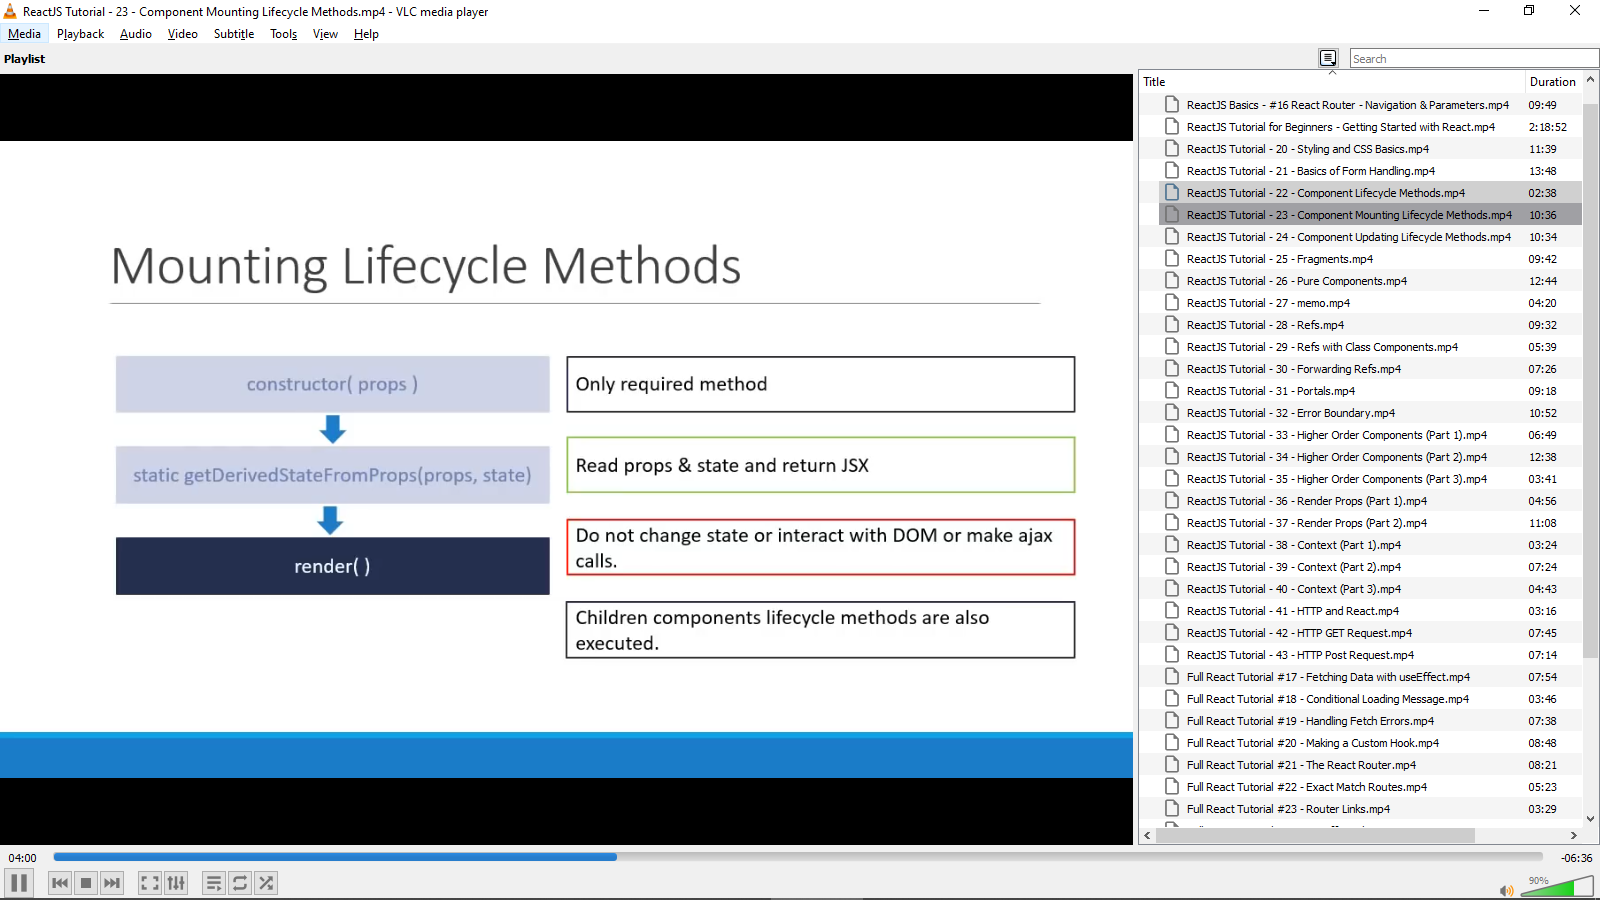 ReactJS Tutorial - 23 - Component Mounting Lifecycle Methods.mp4 - VLC media player
Media Playback Audio Video Subtitle Tools View Help
Playlist
Search
Mounting Lifecycle Methods
constructor( props )
Only required method
static getDerivedStateFromProps(props, state)
Read props & state and return JSX
render( )
Do not change state or interact with DOM or make ajax
calls.
Children components lifecycle methods are also
executed.
Title Duration
ReactJS Basics - #16 React Router - Navigation & Parameters.mp4 09:49
ReactJS Tutorial for Beginners - Getting Started with React.mp4 2:18:52
ReactJS Tutorial - 20 - Styling and CSS Basics.mp4 11:39
ReactJS Tutorial - 21 - Basics of Form Handling.mp4 13:48
ReactJS Tutorial - 22 - Component Lifecycle Methods.mp4 02:38
ReactJS Tutorial - 23 - Component Mounting Lifecycle Methods.mp4 10:36
ReactJS Tutorial - 24 - Component Updating Lifecycle Methods.mp4 10:34
ReactJS Tutorial - 25 - Fragments.mp4 09:42
ReactJS Tutorial - 26 - Pure Components.mp4 12:44
ReactJS Tutorial - 27 - memo.mp4 04:20
ReactJS Tutorial - 28 - Refs.mp4 09:32
ReactJS Tutorial - 29 - Refs with Class Components.mp4 05:39
ReactJS Tutorial - 30 - Forwarding Refs.mp4 07:26
ReactJS Tutorial - 31 - Portals.mp4 09:18
ReactJS Tutorial - 32 - Error Boundary.mp4 10:52
ReactJS Tutorial - 33 - Higher Order Components (Part 1).mp4 06:49
ReactJS Tutorial - 34 - Higher Order Components (Part 2).mp4 12:38
ReactJS Tutorial - 35 - Higher Order Components (Part 3).mp4 03:41
ReactJS Tutorial - 36 - Render Props (Part 1).mp4 04:56
ReactJS Tutorial - 37 - Render Props (Part 2).mp4 11:08
ReactJS Tutorial - 38 - Context (Part 1).mp4 03:24
ReactJS Tutorial - 39 - Context (Part 2).mp4 07:24
ReactJS Tutorial - 40 - Context (Part 3).mp4 04:43
ReactJS Tutorial - 41 - HTTP and React.mp4 03:16
ReactJS Tutorial - 42 - HTTP GET Request.mp4 07:45
ReactJS Tutorial - 43 - HTTP Post Request.mp4 07:14
Full React Tutorial #17 - Fetching Data with useEffect.mp4 07:54
Full React Tutorial #18 - Conditional Loading Message.mp4 03:46
Full React Tutorial #19 - Handling Fetch Errors.mp4 07:38
Full React Tutorial #20 - Making a Custom Hook.mp4 08:48
Full React Tutorial #21 - The React Router.mp4 08:21
Full React Tutorial #22 - Exact Match Routes.mp4 05:23
Full React Tutorial #23 - Router Links.mp4 03:29
04:00 -06:36
90%